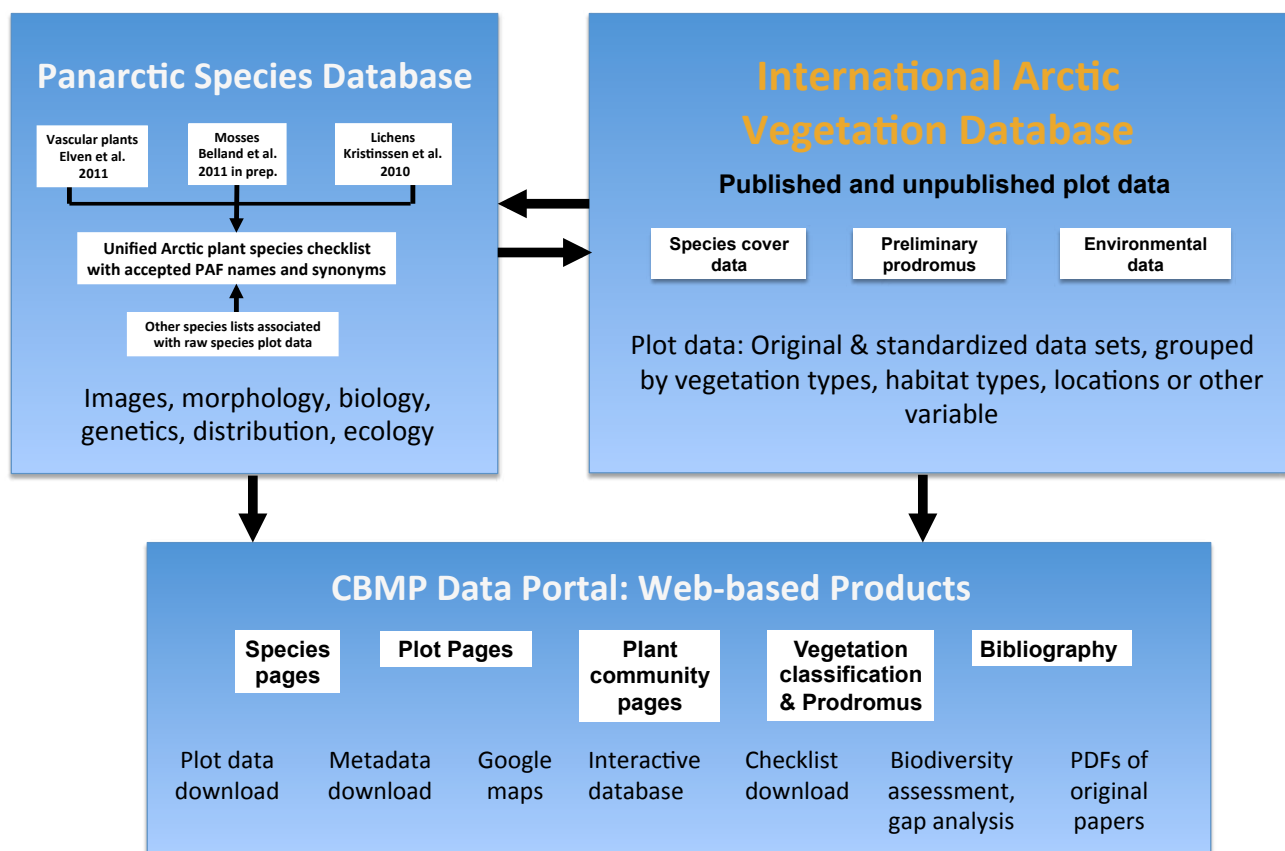 Panarctic Species Database
Vascular plants
Elven et al.
2011
Mosses
Belland et al.
2011 in prep.
Lichens
Kristinssen et al.
2010
Unified Arctic plant species checklist
with accepted PAF names and synonyms
Other species lists associated
with raw species plot data
Images, morphology, biology,
genetics, distribution, ecology
International Arctic
Vegetation Database
Published and unpublished plot data
Species cover
data
Preliminary
prodromus
Environmental
data
Plot data: Original & standardized data sets, grouped
by vegetation types, habitat types, locations or other
variable
CBMP Data Portal: Web-based Products
Species
pages
Plot Pages
Plant
community
pages
Vegetation
classification
& Prodromus
Bibliography
Plot data
download
Metadata
download
Google
maps
Interactive
database
Checklist
download
Biodiversity
assessment,
gap analysis
PDFs of
original
papers